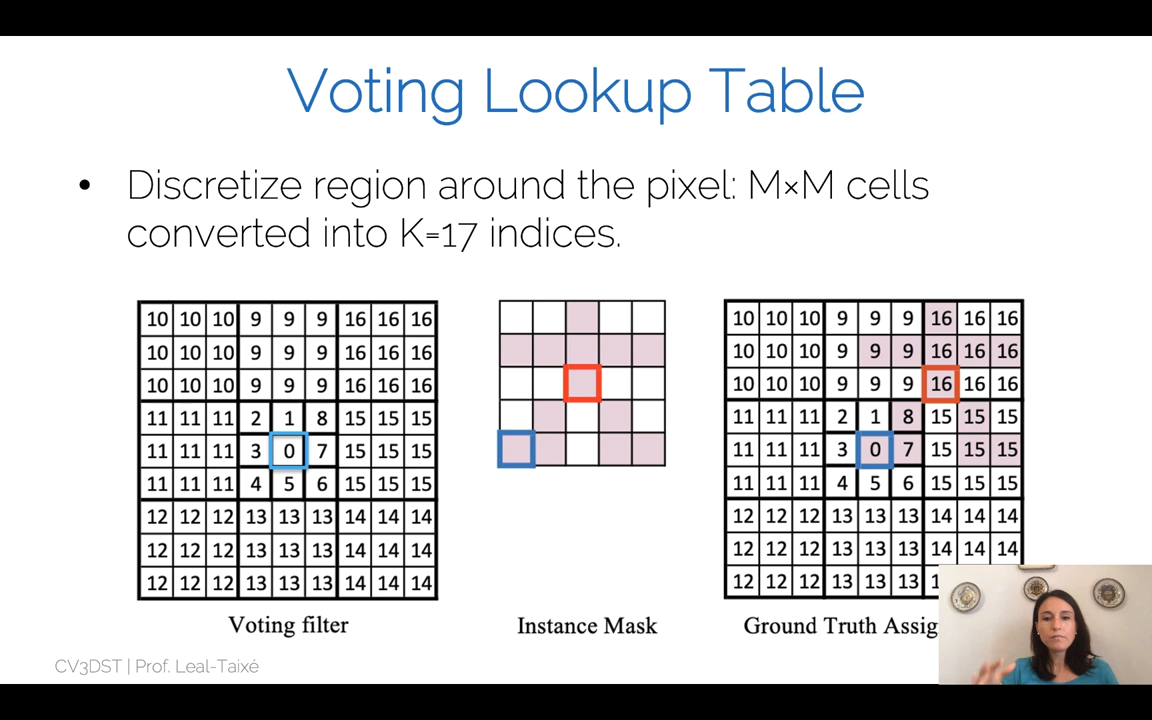 Voting Lookup Table
• Discretize region around the pixel: M×M cells
converted into K=17 indices.
10 10 10 9 9 9 16 16 16
10 10 10 9 9 9 16 16 16
10 10 10 9 9 9 16 16 16
11 11 11 2 1 8 15 15 15
11 11 11 3 0 7 15 15 15
11 11 11 4 5 6 15 15 15
12 12 12 13 13 13 14 14 14
12 12 12 13 13 13 14 14 14
12 12 12 13 13 13 14 14 14
Voting filter
Instance Mask
10 10 10 9 9 9 16 16 16
10 10 10 9 9 9 16 16 16
10 10 10 9 9 9 16 16 16
11 11 11 2 1 8 15 15 15
11 11 11 3 0 7 15 15 15
11 11 11 4 5 6 15 15 15
12 12 12 13 13 13 14 14 14
12 12 12 13 13 13 14 14 14
12 12 12 13 13 13
Ground Truth Assig
CV3DST | Prof. Leal-Taixé